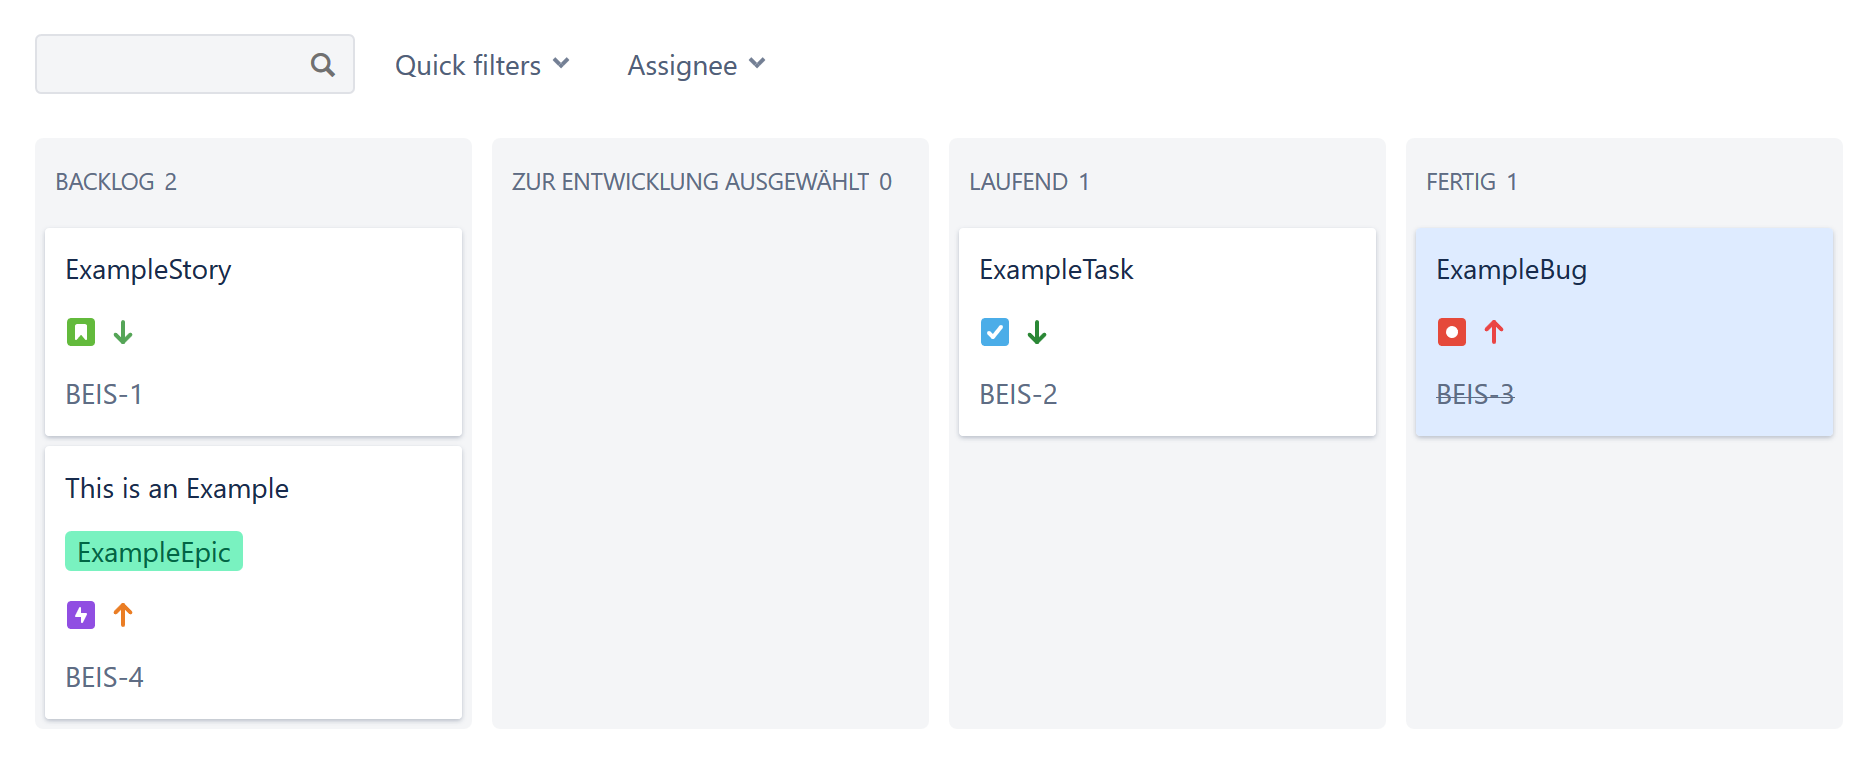 Quick filters
Assignee
BACKLOG 2
ExampleStory
BEIS-1
This is an Example
ExampleEpic
BEIS-4
ZUR ENTWICKLUNG AUSGEWÄHLT 0
LAUFEND 1
ExampleTask
BEIS-2
FERTIG 1
ExampleBug
BEIS-3